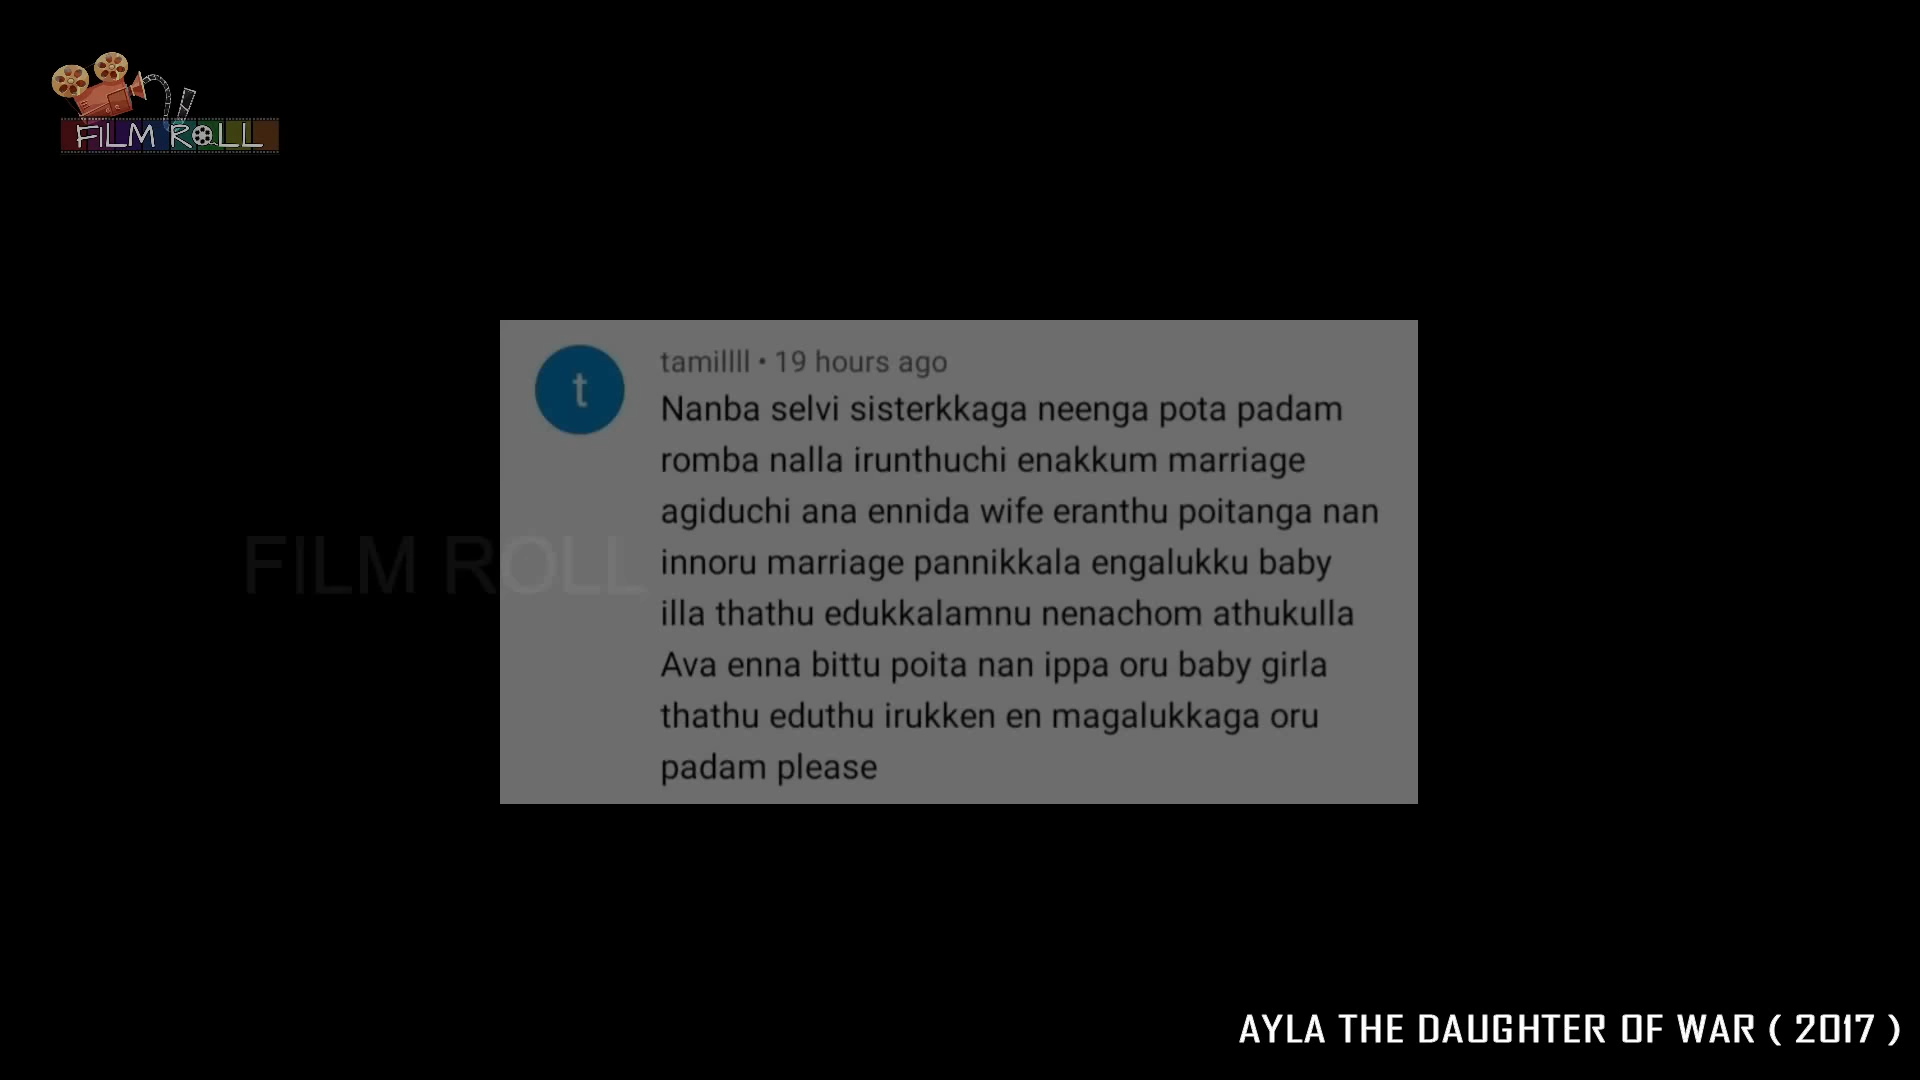 FILM ROLL
tamillll • 19 hours ago
t
Nanba selvi sisterkkaga neenga pota padam
romba nalla irunthuchi enakkum marriage
agiduchi ana ennida wife eranthu poitanga nan
innoru marriage pannikkala engalukku baby
illa thathu edukkalamnu nenachom athukulla
Ava enna bittu poita nan ippa oru baby girla
thathu eduthu irukken en magalukkaga oru
padam please
FILM ROLL
AYLA THE DAUGHTER OF WAR ( 2017 )